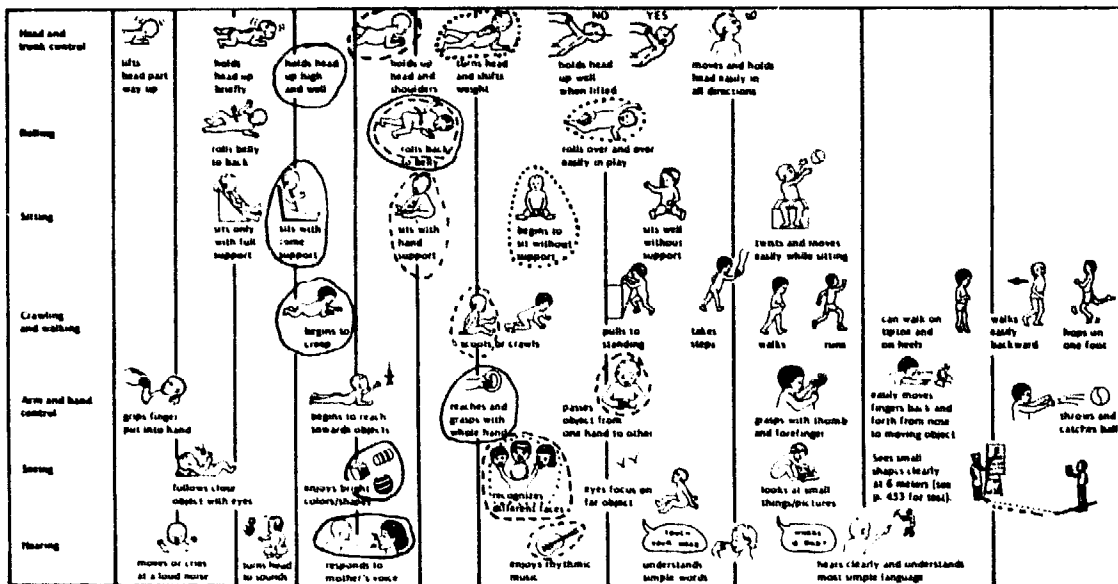 Head and
trunk control
lifts
head part
way up
holds
head up
briefly
holds head
up high
and well
holds up
head and
shoulders
turns head
and shifts
weight
NO YES
holds head
up well
when lifted
moves and holds
head easily in
all directions
Rolling
rolls belly
to back
rolls back
to belly
rolls over and over
easily in play
Sitting
sits only
with full
support
sits with
some
support
sits with
hand
support
begins to
sit without
support
sits well
without
support
twists and moves
easily while sitting
Crawling
and walking
begins to
creep
scoots or crawls
pulls to
standing
takes
steps
walks
runs
can walk on
tiptoe and
on heels
walks
easily
backward
hops on
one foot
Arm and hand
control
grips finger
put into hand
begins to reach
towards objects
reaches and
grasps with
whole hand
passes
object from
one hand to other
grasps with thumb
and forefinger
easily moves
fingers back and
forth from nose
to moving object
throws and
catches ball
Seeing
follows close
object with eyes
enjoys bright
colors/shapes
recognizes
different faces
eyes focus on
far object
looks at small
things/pictures
Sees small
shapes clearly
at 6 meters (see
p. 453 for test).
Hearing
moves or cries
at a loud noise
turns head
to sounds
responds to
mother's voice
enjoys rhythmic
music
understands
simple words
hears clearly and understands
most simple language